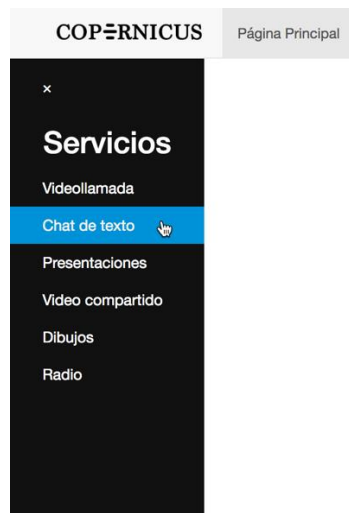 COPERNICUS
Página Principal
×
Servicios
Videollamada
Chat de texto
Presentaciones
Video compartido
Dibujos
Radio